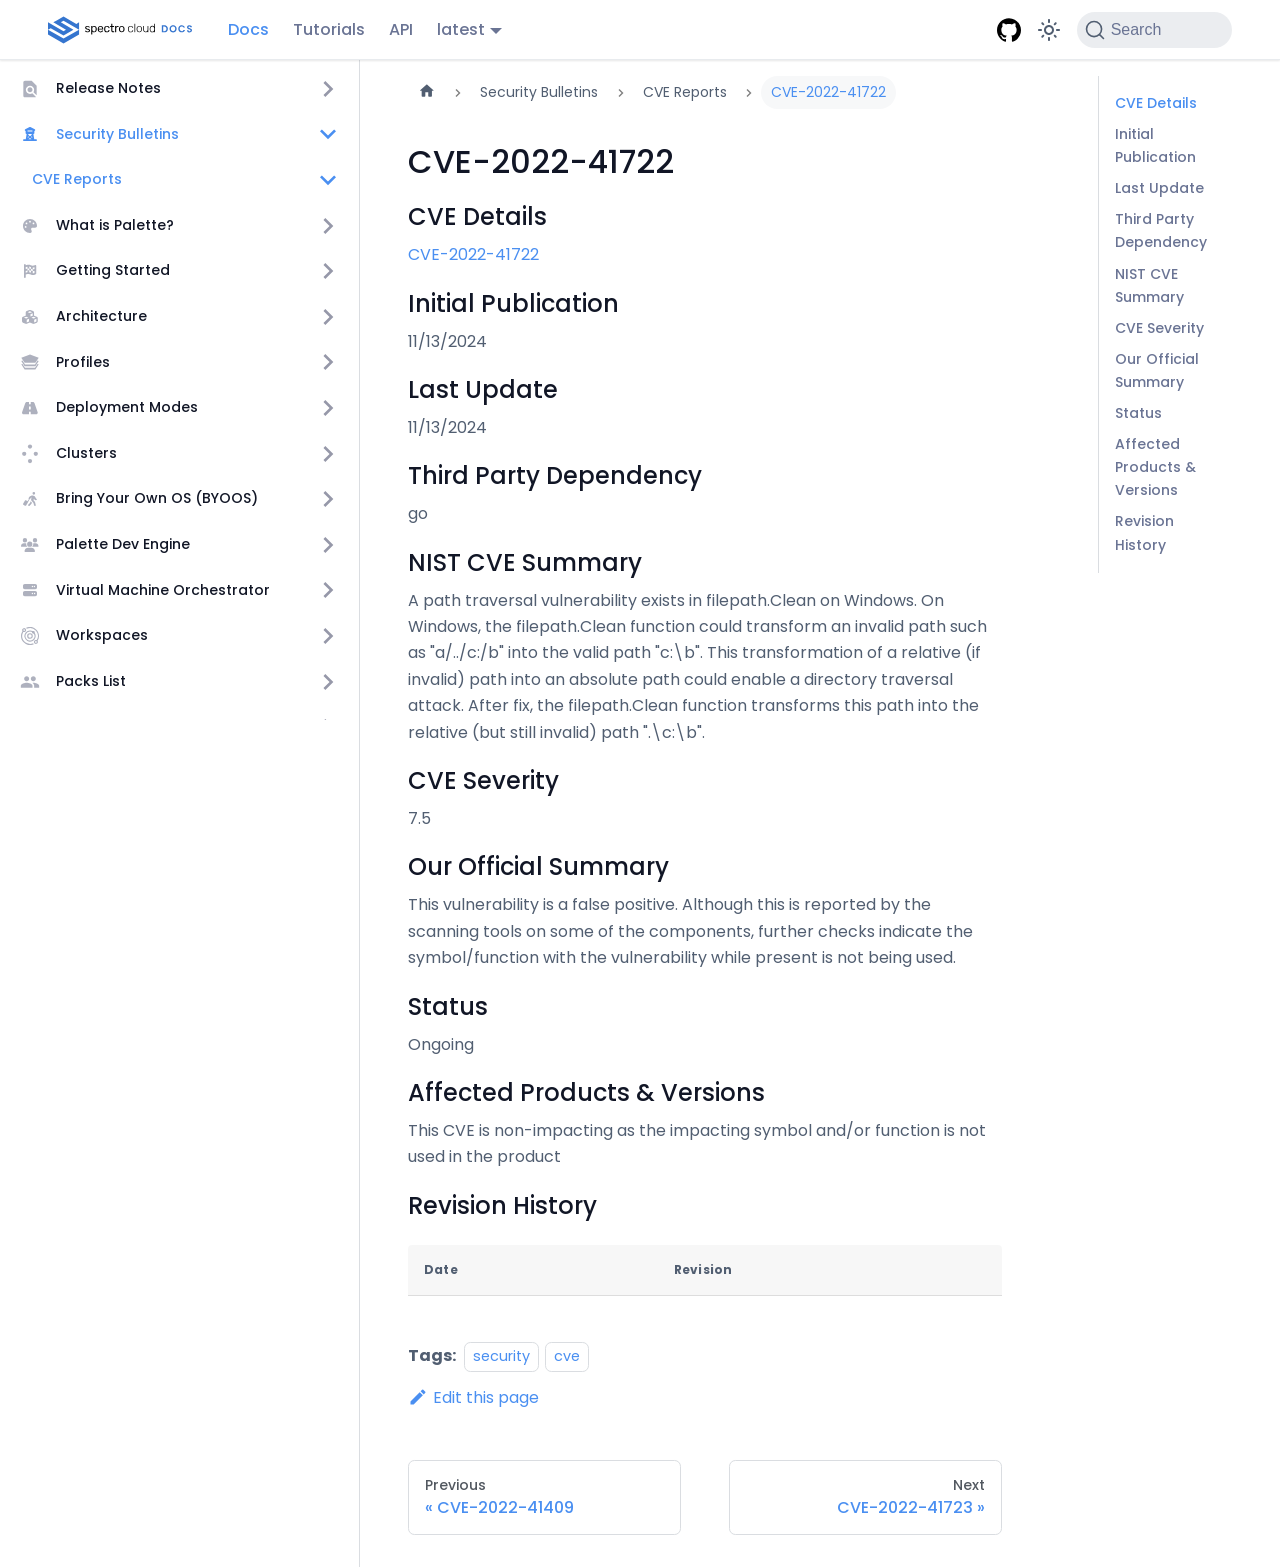 spectro cloud DOCS
Docs
Tutorials
API
latest
Search
Release Notes
Security Bulletins
CVE Reports
What is Palette?
Getting Started
Architecture
Profiles
Deployment Modes
Clusters
Bring Your Own OS (BYOOS)
Palette Dev Engine
Virtual Machine Orchestrator
Workspaces
Packs List
Security Bulletins
CVE Reports
CVE-2022-41722
CVE-2022-41722
CVE Details
CVE-2022-41722
Initial Publication
11/13/2024
Last Update
11/13/2024
Third Party Dependency
go
NIST CVE Summary
A path traversal vulnerability exists in filepath.Clean on Windows. On
Windows, the filepath.Clean function could transform an invalid path such
as "a/../c:/b" into the valid path "c:\b". This transformation of a relative (if
invalid) path into an absolute path could enable a directory traversal
attack. After fix, the filepath.Clean function transforms this path into the
relative (but still invalid) path ".\c:\b".
CVE Severity
7.5
Our Official Summary
This vulnerability is a false positive. Although this is reported by the
scanning tools on some of the components, further checks indicate the
symbol/function with the vulnerability while present is not being used.
Status
Ongoing
Affected Products & Versions
This CVE is non-impacting as the impacting symbol and/or function is not
used in the product
Revision History
Date
Revision
Tags: security cve
Edit this page
Previous
« CVE-2022-41409
Next
CVE-2022-41723 »
CVE Details
Initial
Publication
Last Update
Third Party
Dependency
NIST CVE
Summary
CVE Severity
Our Official
Summary
Status
Affected
Products &
Versions
Revision
History